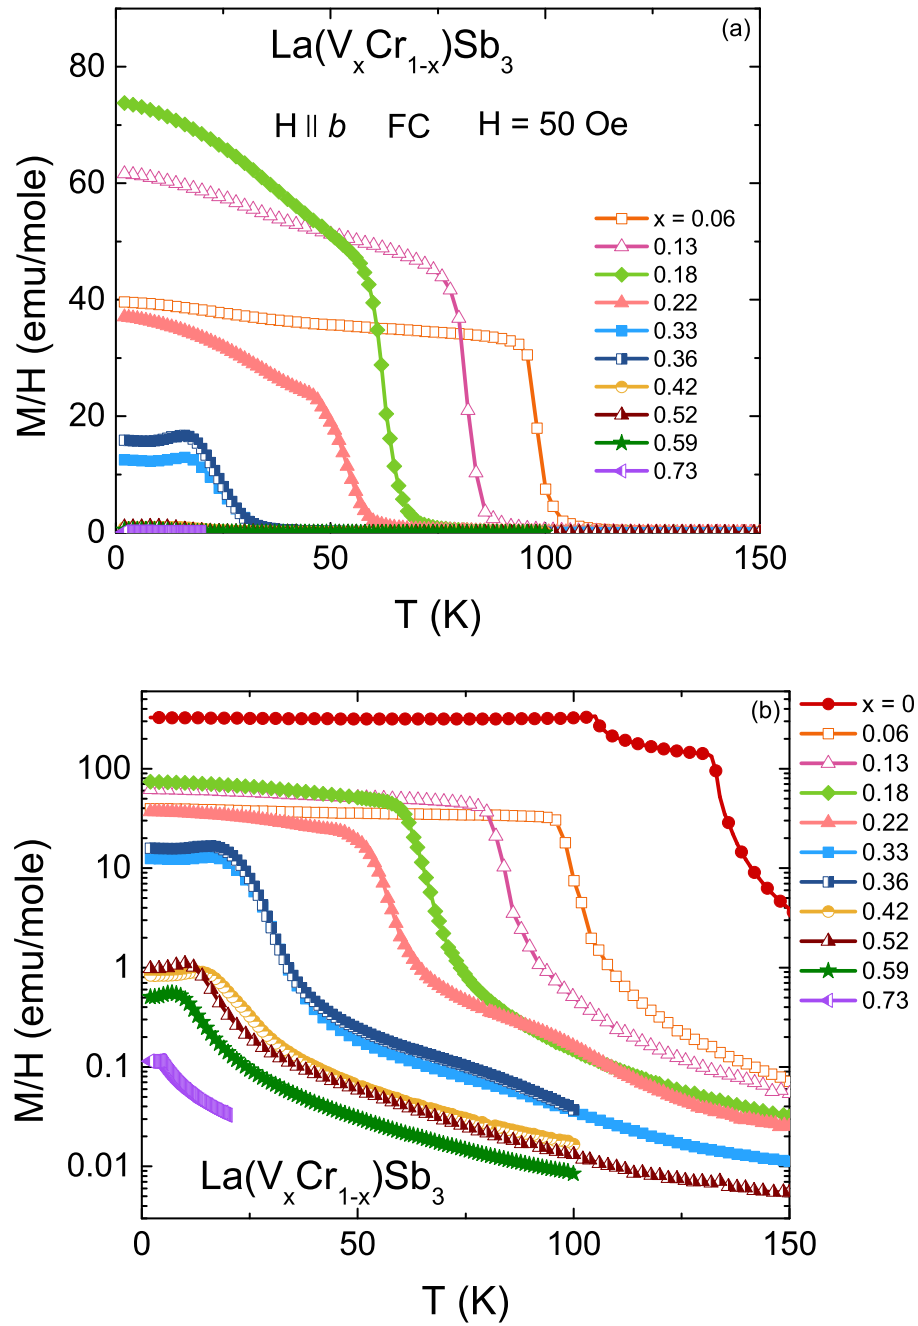 (a)
La(VₓCr₁₋ₓ)Sb₃
H || b FC H = 50 Oe
M/H (emu/mole)
80
60
40
20
0
x = 0.06
0.13
0.18
0.22
0.33
0.36
0.42
0.52
0.59
0.73
0 50 100 150
T (K)
(b)
M/H (emu/mole)
100
10
1
0.1
0.01
x = 0
0.06
0.13
0.18
0.22
0.33
0.36
0.42
0.52
0.59
0.73
La(VₓCr₁₋ₓ)Sb₃
0 50 100 150
T (K)